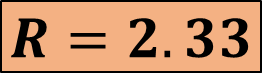 R = 2.33